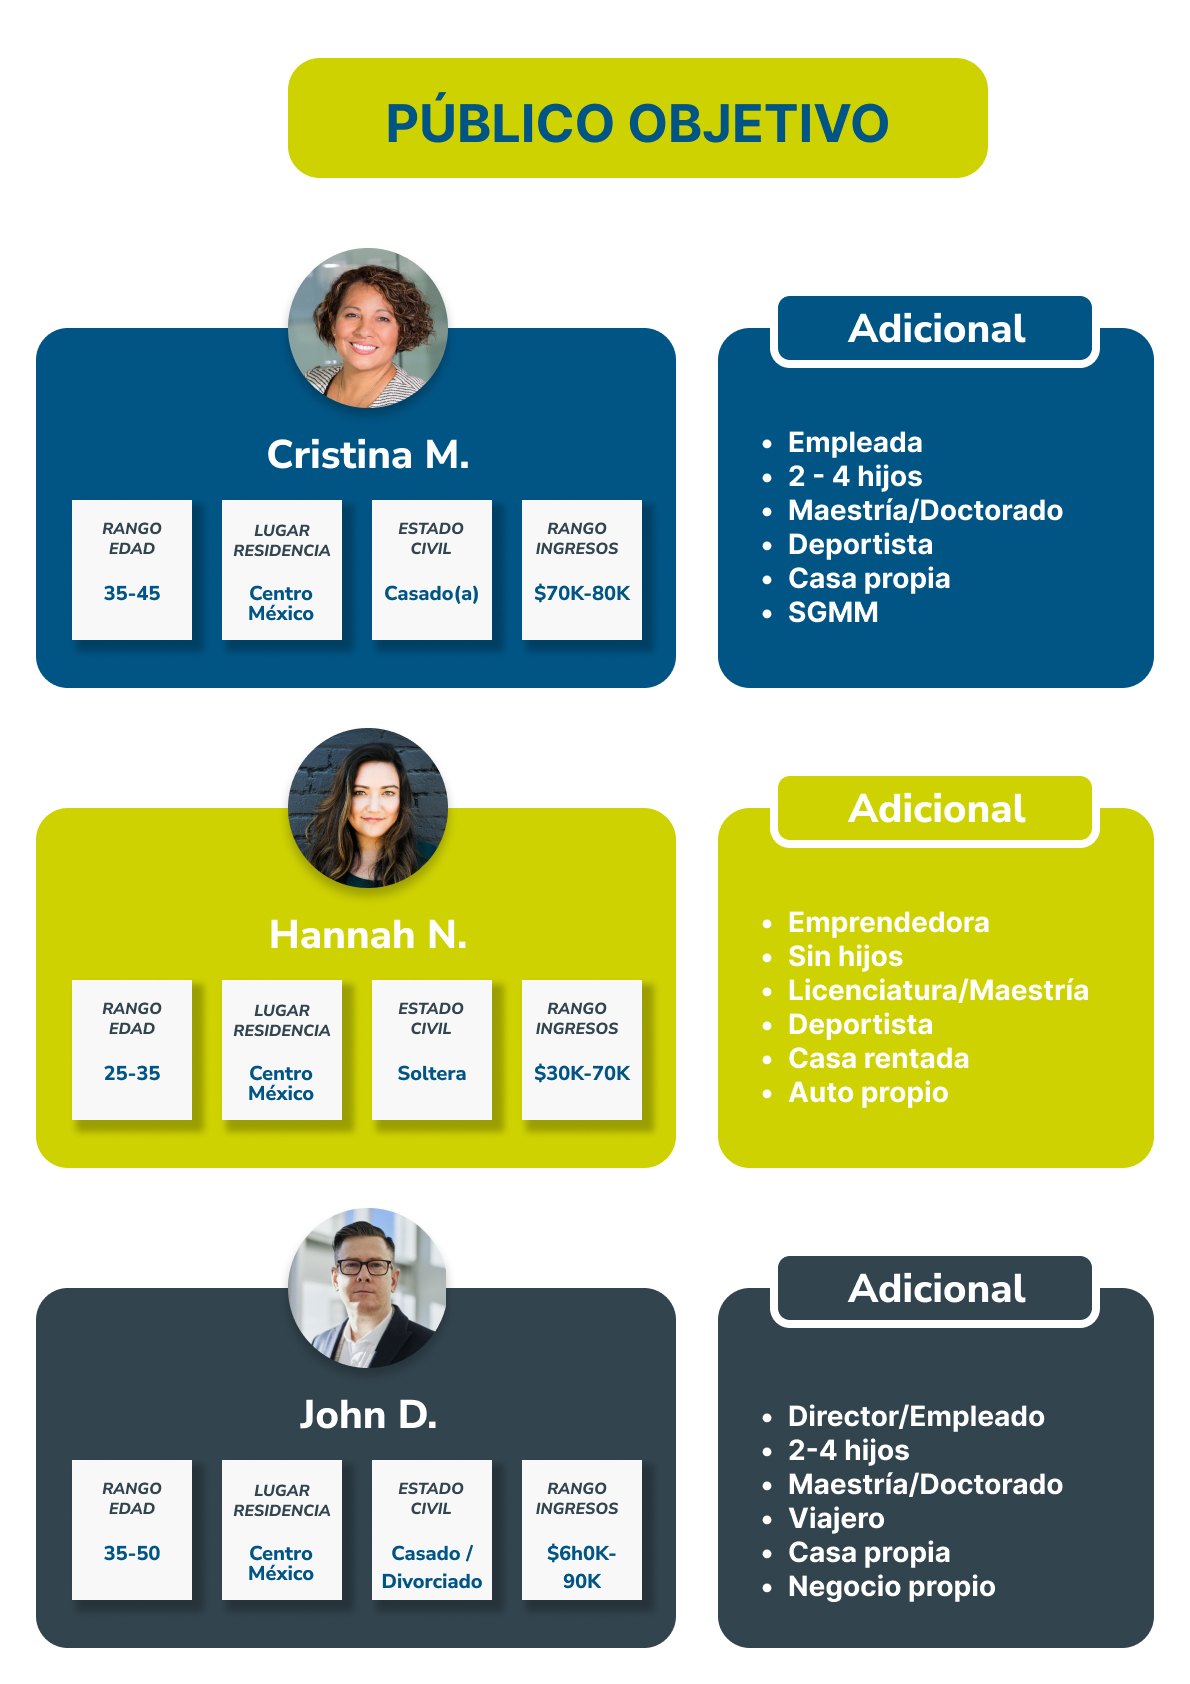 PÚBLICO OBJETIVO
Cristina M.
RANGO
EDAD
35-45
LUGAR
RESIDENCIA
Centro
México
ESTADO
CIVIL
Casado(a)
RANGO
INGRESOS
$70K-80K
Adicional
• Empleada
• 2 - 4 hijos
• Maestría/Doctorado
• Deportista
• Casa propia
• SGMM
Hannah N.
RANGO
EDAD
25-35
LUGAR
RESIDENCIA
Centro
México
ESTADO
CIVIL
Soltera
RANGO
INGRESOS
$30K-70K
Adicional
• Emprendedora
• Sin hijos
• Licenciatura/Maestría
• Deportista
• Casa rentada
• Auto propio
John D.
RANGO
EDAD
35-50
LUGAR
RESIDENCIA
Centro
México
ESTADO
CIVIL
Casado /
Divorciado
RANGO
INGRESOS
$6h0K-
90K
Adicional
• Director/Empleado
• 2-4 hijos
• Maestría/Doctorado
• Viajero
• Casa propia
• Negocio propio